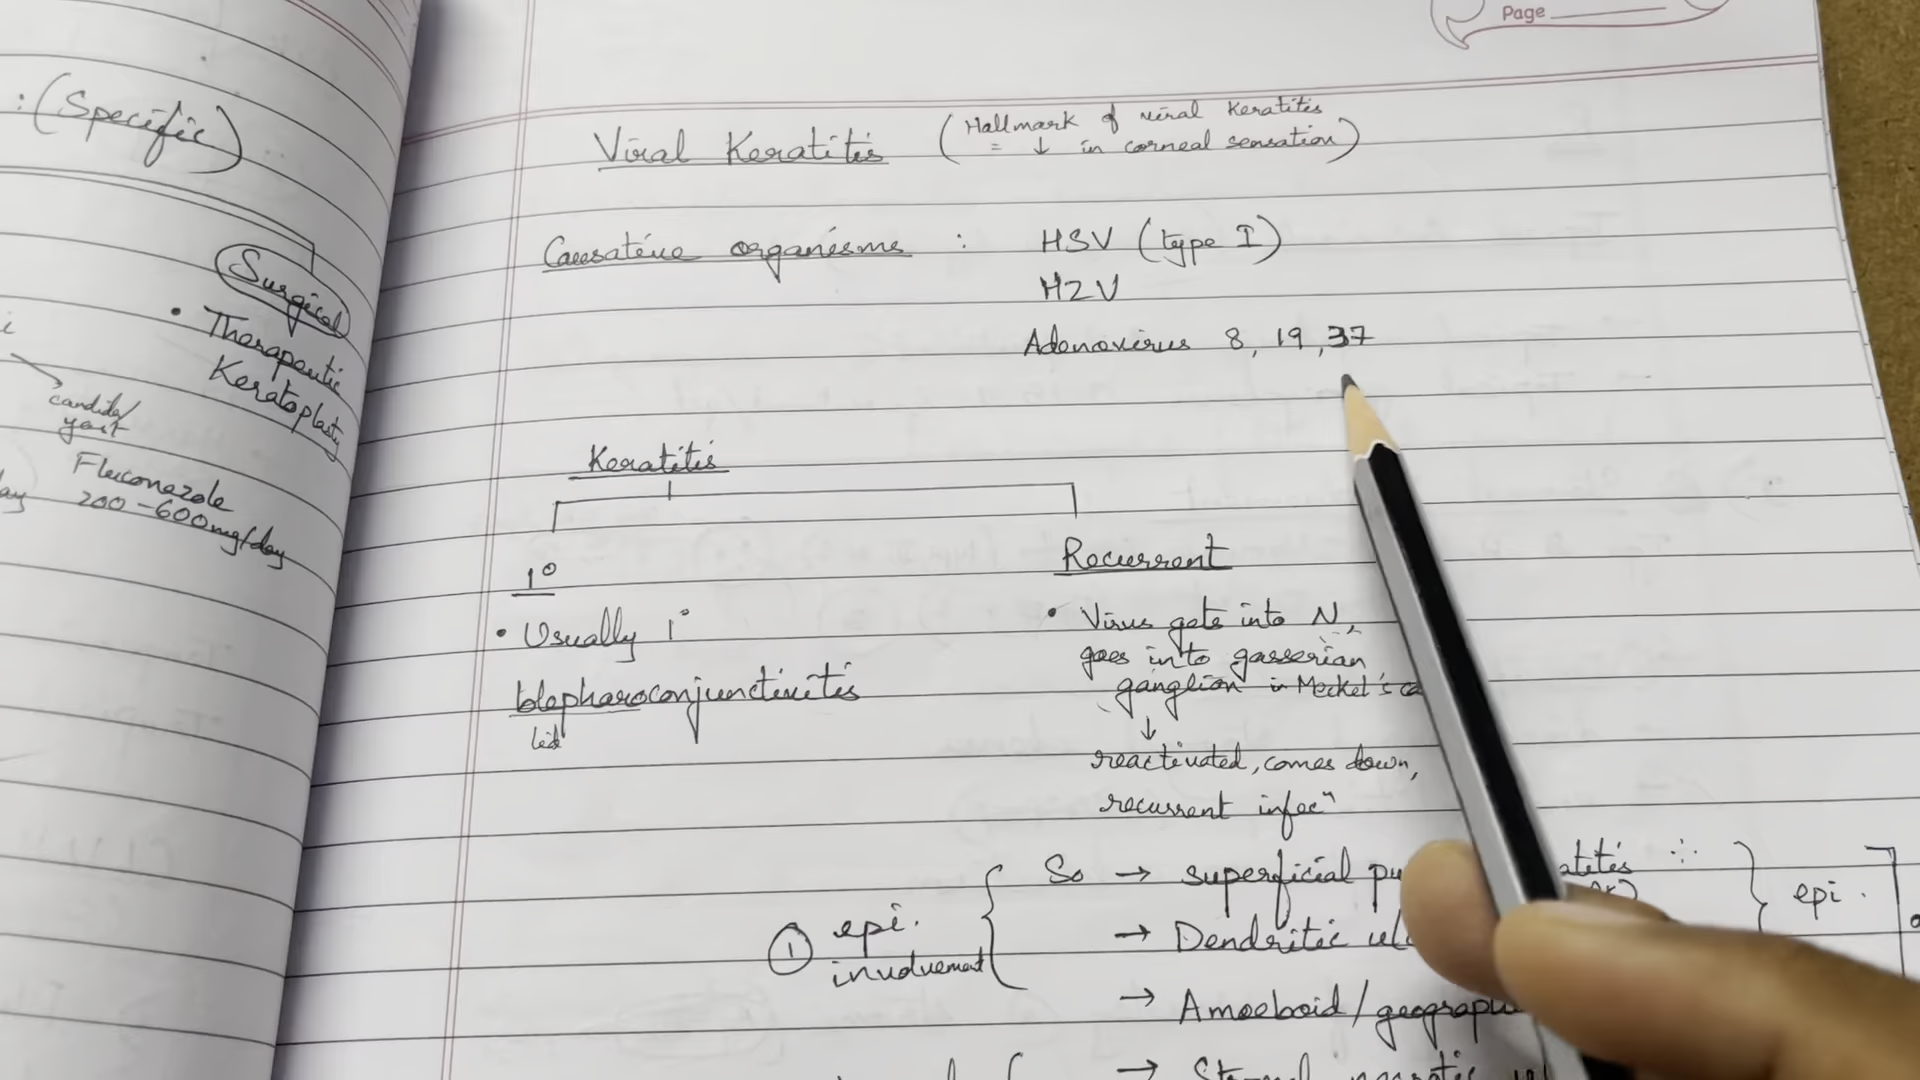 : (Specific)
Surgical
• Therapeutic
Keratoplasty
candida/
yeast
Fluconazole
200-600mg/day
Page
Viral Keratitis (Hallmark of viral Keratitis
= ↓ in corneal sensation)
Causative organisms : HSV (type I)
HZV
Adenovirus 8, 19, 37
Keratitis
1°
• Usually 1°
blepharoconjunctivitis
lid
Recurrent
• Virus gets into N,
goes into gasserian
ganglion in Meckel's
↓
reactivated, comes down,
recurrent infecⁿ
① epi.
involvement
So → superficial
→ Dendritic
→ Amoeboid/
epi.